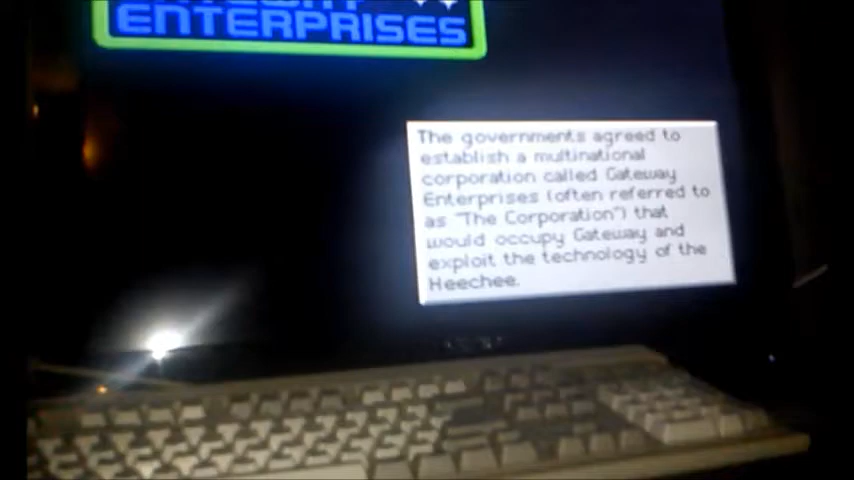 ENTERPRISES
The governments agreed to
establish a multinational
corporation called Gateway
Enterprises (often referred to
as "The Corporation") that
would occupy Gateway and
exploit the technology of the
Heechee.